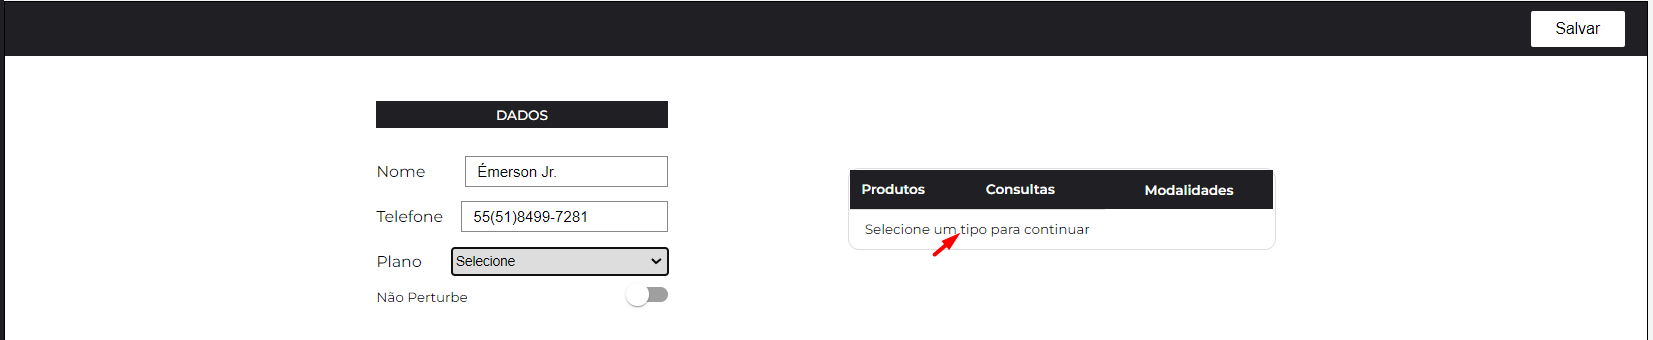 Salvar
DADOS
Nome Émerson Jr.
Telefone 55(51)8499-7281
Plano Selecione
Não Perturbe
Produtos Consultas Modalidades
Selecione um tipo para continuar